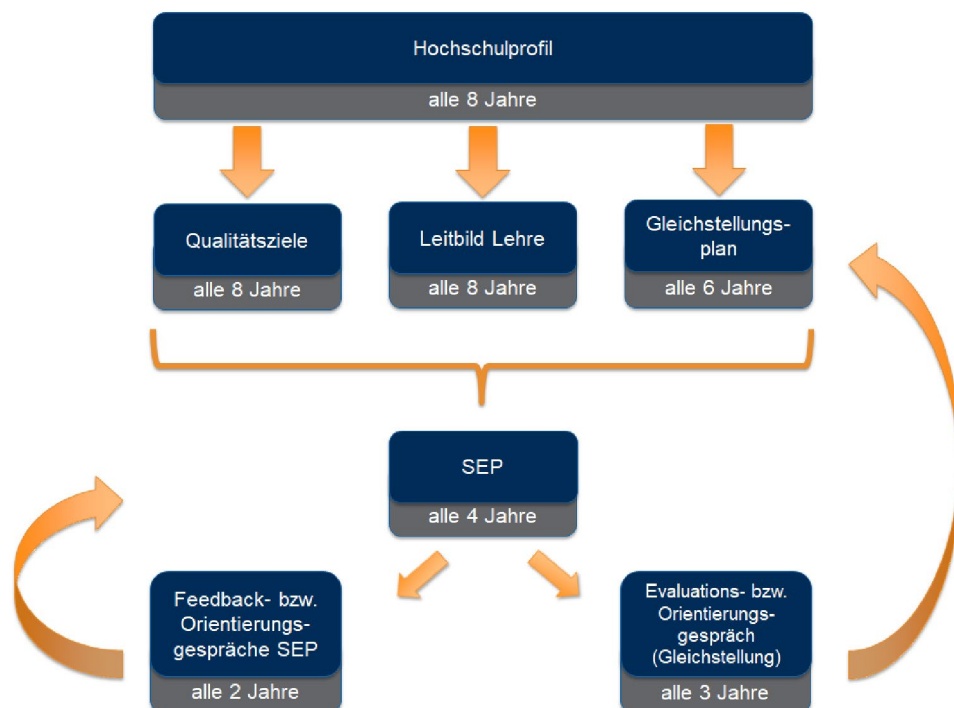 Hochschulprofil
alle 8 Jahre
Qualitätsziele
alle 8 Jahre
Leitbild Lehre
alle 8 Jahre
Gleichstellungs-
plan
alle 6 Jahre
SEP
alle 4 Jahre
Feedback- bzw.
Orientierungs-
gespräche SEP
alle 2 Jahre
Evaluations- bzw.
Orientierungs-
gespräch
(Gleichstellung)
alle 3 Jahre